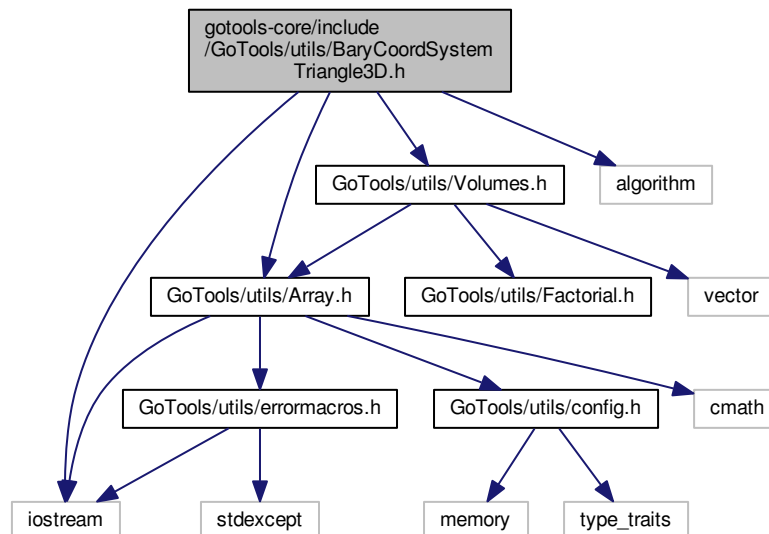 gotools-core/include
/GoTools/utils/BaryCoordSystem
Triangle3D.h
GoTools/utils/Volumes.h
algorithm
GoTools/utils/Array.h
GoTools/utils/Factorial.h
vector
GoTools/utils/errormacros.h
GoTools/utils/config.h
cmath
iostream
stdexcept
memory
type_traits